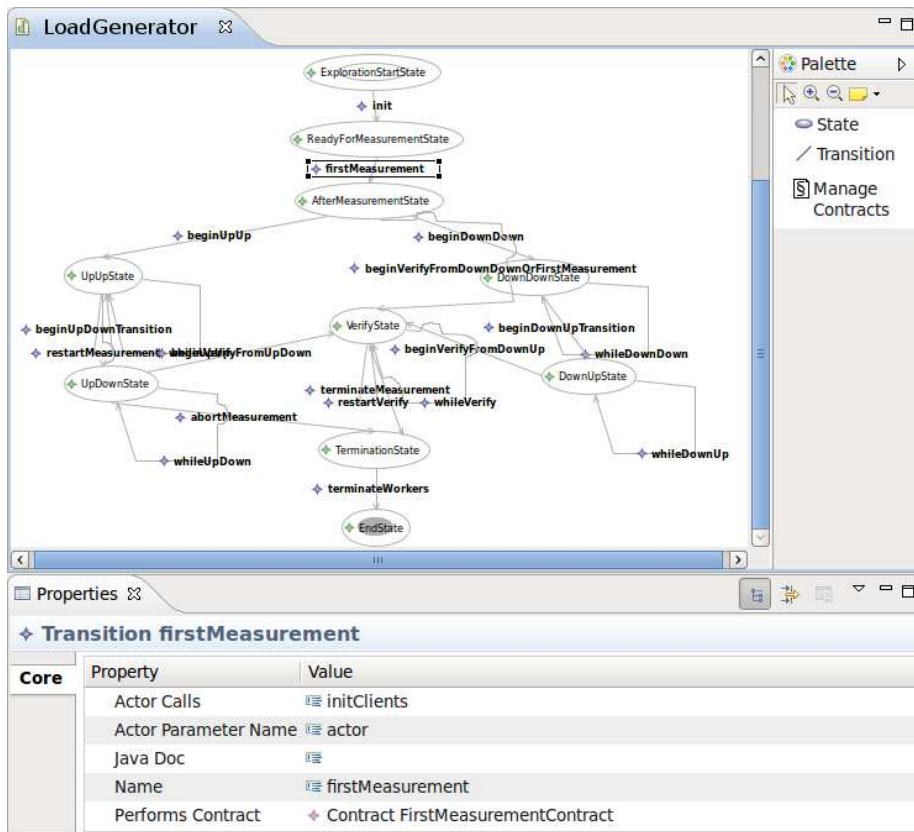 LoadGenerator
Palette
State
Transition
Manage
Contracts
ExplorationStartState
init
ReadyForMeasurementState
firstMeasurement
AfterMeasurementState
beginUpUp
beginDownDown
beginVerifyFromDownDownOrFirstMeasurement
UpUpState
DownDownState
beginUpDownTransition
VerifyState
beginDownUpTransition
restartMeasurement
VerifyFromUpDown
beginVerifyFromDownUp
whileDownDown
UpDownState
terminateMeasurement
DownUpState
restartVerify
whileVerify
abortMeasurement
TerminationState
whileUpDown
whileDownUp
terminateWorkers
EndState
Properties
Transition firstMeasurement
Core
Property Value
Actor Calls initClients
Actor Parameter Name actor
Java Doc
Name firstMeasurement
Performs Contract Contract FirstMeasurementContract